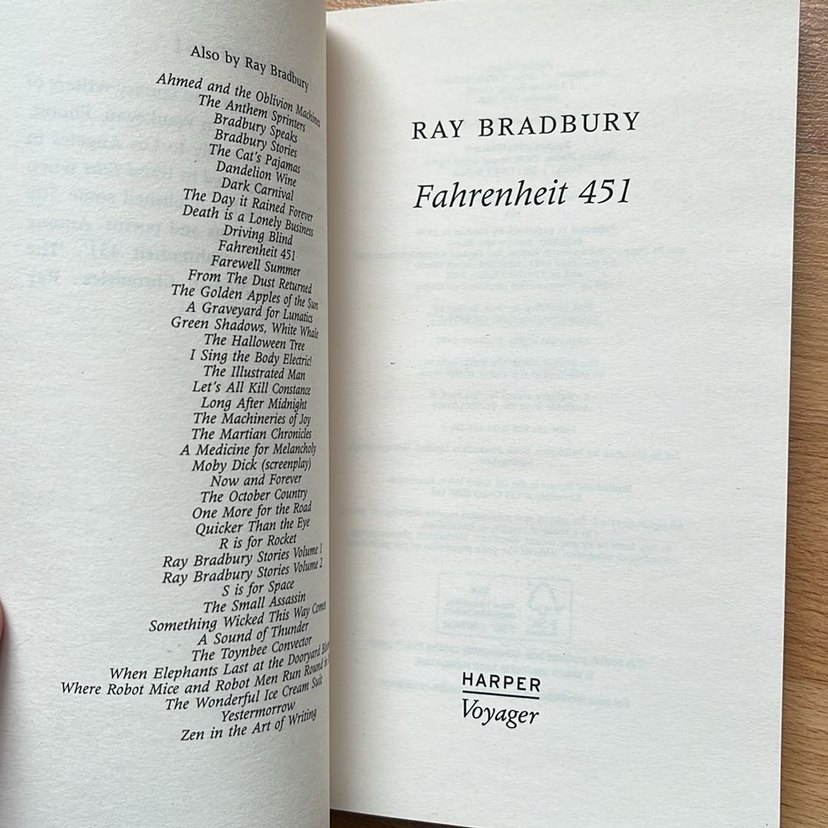 Also by Ray Bradbury
Ahmed and the Oblivion Machines
The Anthem Sprinters
Bradbury Speaks
Bradbury Stories
The Cat's Pajamas
Dandelion Wine
Dark Carnival
The Day it Rained Forever
Death is a Lonely Business
Driving Blind
Fahrenheit 451
Farewell Summer
From The Dust Returned
The Golden Apples of the Sun
A Graveyard for Lunatics
Green Shadows, White Whale
The Halloween Tree
I Sing the Body Electric!
The Illustrated Man
Let's All Kill Constance
Long After Midnight
The Machineries of Joy
The Martian Chronicles
A Medicine for Melancholy
Moby Dick (screenplay)
Now and Forever
The October Country
One More for the Road
Quicker Than the Eye
R is for Rocket
Ray Bradbury Stories Volume 1
Ray Bradbury Stories Volume 2
S is for Space
The Small Assassin
Something Wicked This Way Comes
A Sound of Thunder
The Toynbee Convector
When Elephants Last at the Dooryard
Where Robot Mice and Robot Men Run Round
The Wonderful Ice Cream Suit
Yestermorrow
Zen in the Art of Writing
RAY BRADBURY
Fahrenheit 451
HARPER
Voyager